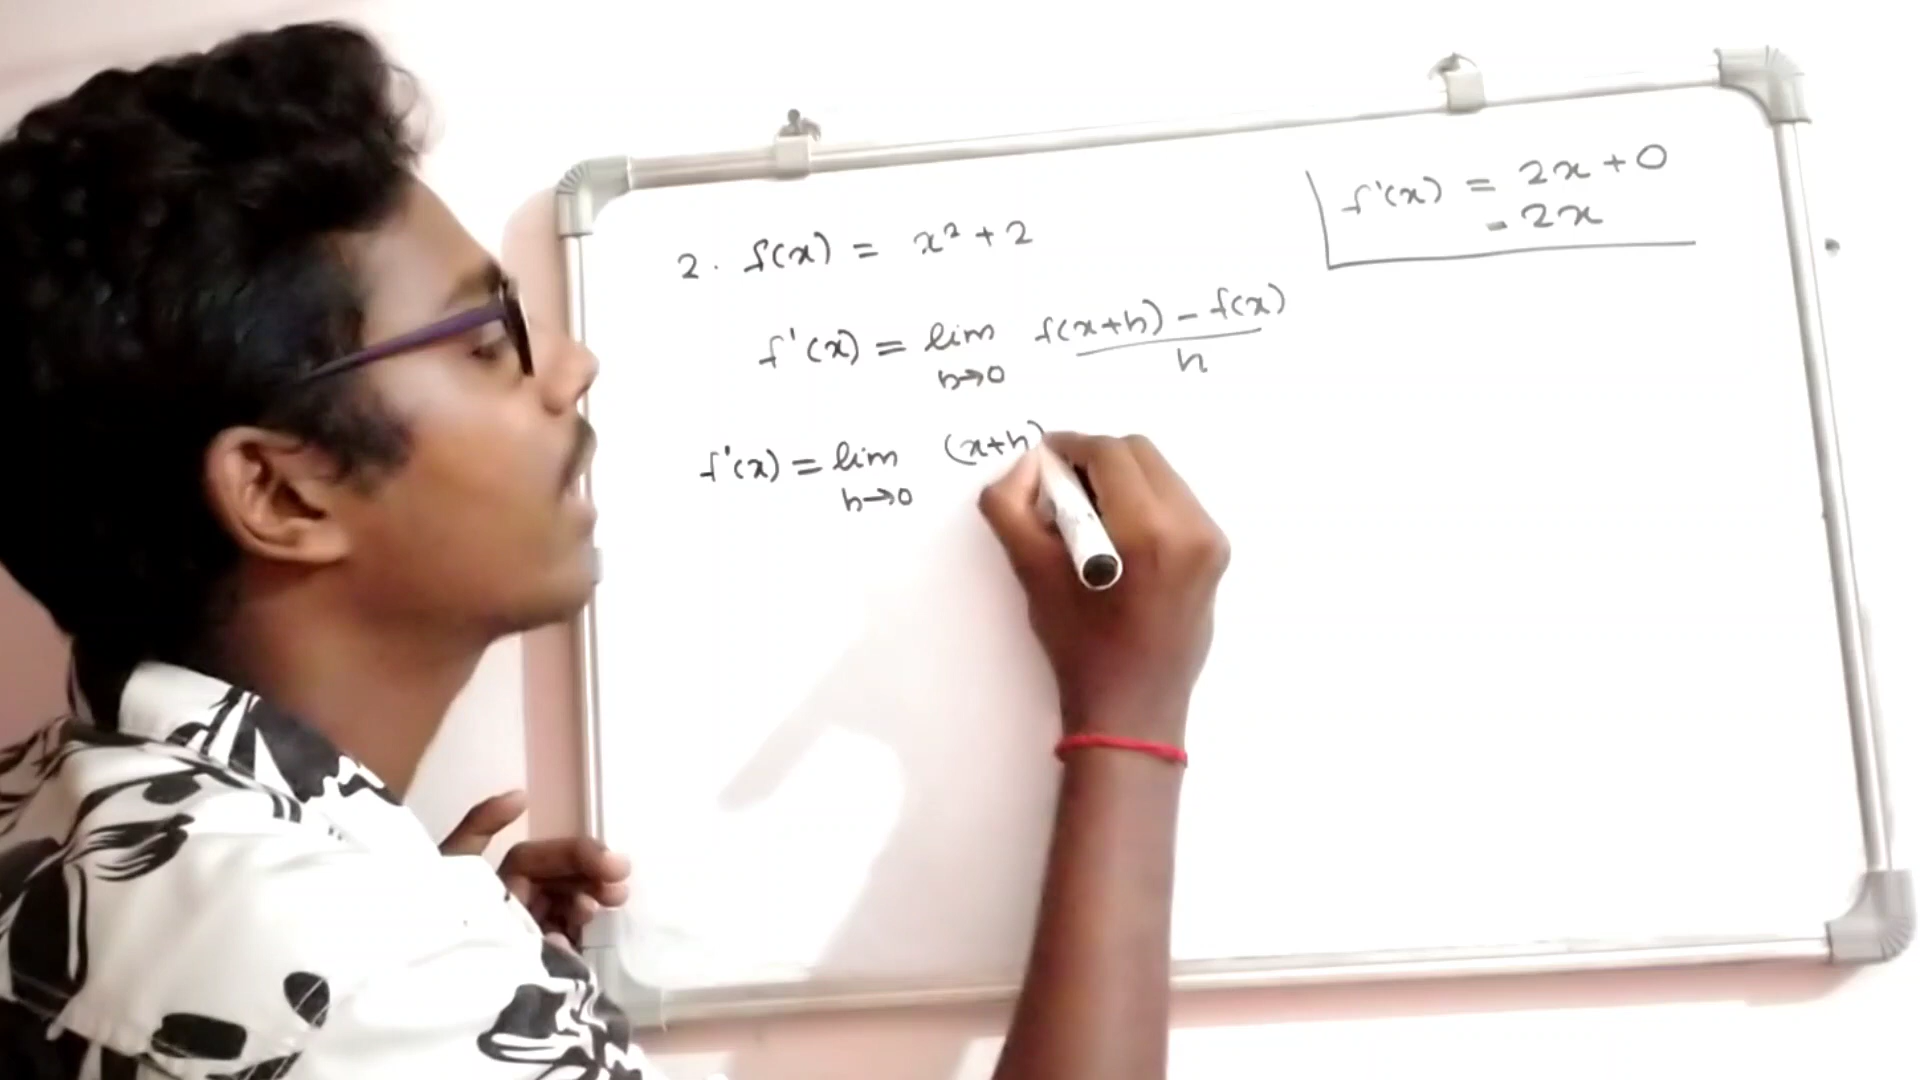 2. f(x) = x² + 2
f'(x) = lim h→0 f(x+h) - f(x) / h
f'(x) = lim h→0 (x+h)
f'(x) = 2x + 0
= 2x